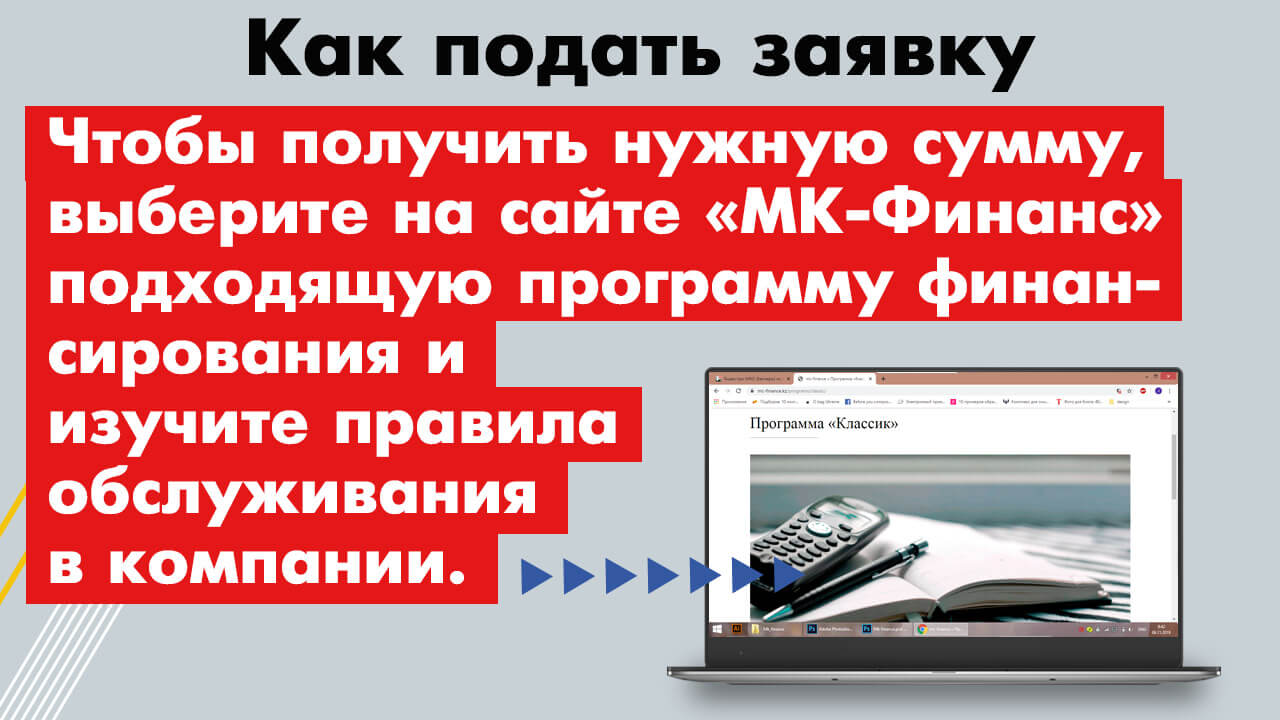 Как подать заявку
Чтобы получить нужную сумму,
выберите на сайте «МК-Финанс»
подходящую программу финан-
сирования и
изучите правила
обслуживания
в компании.
Программа «Классик»